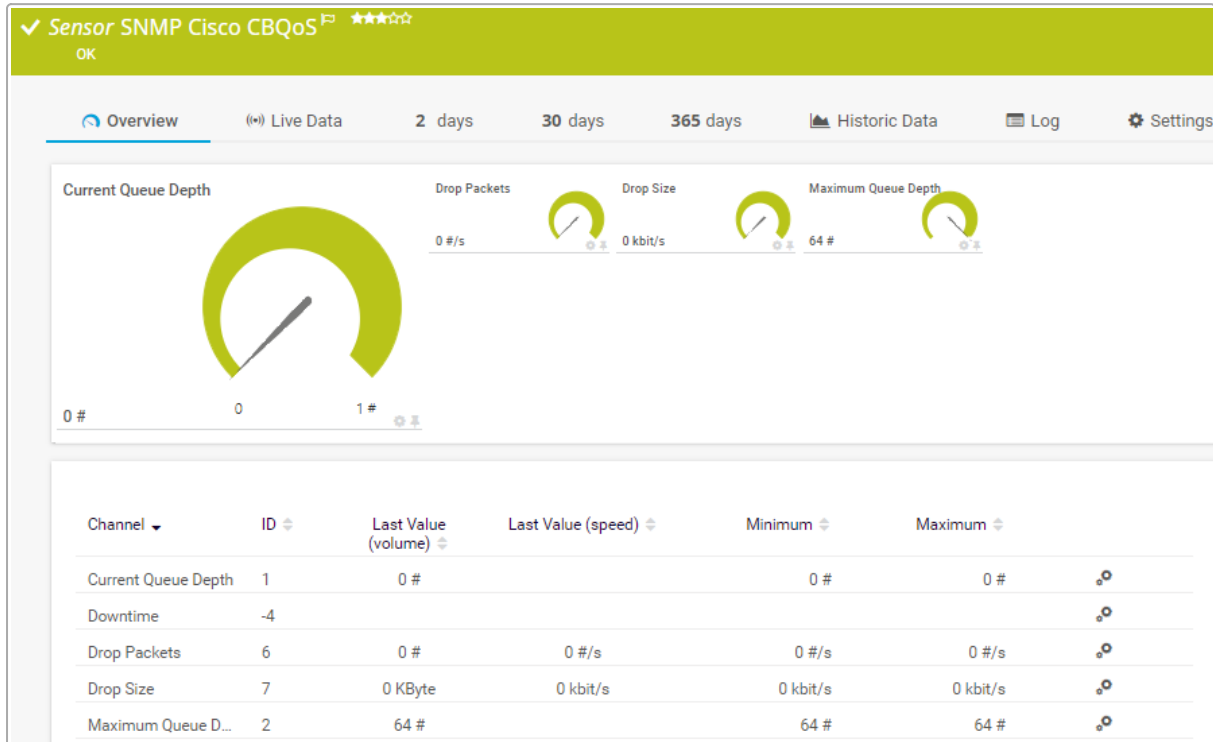 Sensor SNMP Cisco CBQoS
OK
Overview Live Data 2 days 30 days 365 days Historic Data Log Settings
Current Queue Depth
0 #
0 1 #
Drop Packets
0 #/s
Drop Size
0 kbit/s
Maximum Queue Depth
64 #
Channel ID Last Value (volume) Last Value (speed) Minimum Maximum
Current Queue Depth 1 0 # 0 # 0 #
Downtime -4
Drop Packets 6 0 # 0 #/s 0 #/s 0 #/s
Drop Size 7 0 KByte 0 kbit/s 0 kbit/s 0 kbit/s
Maximum Queue D... 2 64 # 64 # 64 #